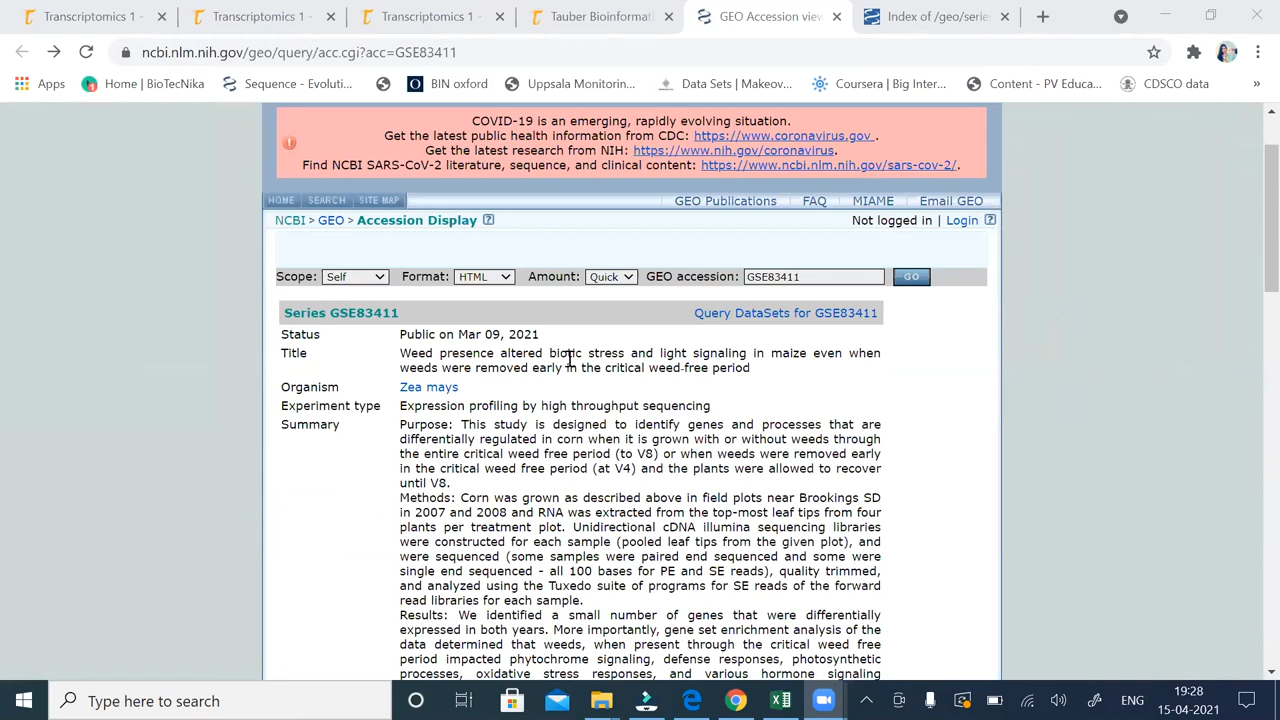 Transcriptomics 1 -
Transcriptomics 1 -
Transcriptomics 1 -
Tauber Bioinformati
GEO Accession view
Index of /geo/serie
ncbi.nlm.nih.gov/geo/query/acc.cgi?acc=GSE83411
Apps
Home | BioTecNika
Sequence - Evoluti...
BIN oxford
Uppsala Monitorin...
Data Sets | Makeov...
Coursera | Big Inter...
Content - PV Educa...
CDSCO data
COVID-19 is an emerging, rapidly evolving situation.
Get the latest public health information from CDC: https://www.coronavirus.gov .
Get the latest research from NIH: https://www.nih.gov/coronavirus.
Find NCBI SARS-CoV-2 literature, sequence, and clinical content: https://www.ncbi.nlm.nih.gov/sars-cov-2/.
HOME SEARCH SITE MAP GEO Publications FAQ MIAME Email GEO
NCBI > GEO > Accession Display ? Not logged in | Login ?
Scope: Self Format: HTML Amount: Quick GEO accession: GSE83411 GO
Series GSE83411 Query DataSets for GSE83411
Status Public on Mar 09, 2021
Title Weed presence altered biotic stress and light signaling in maize even when
weeds were removed early in the critical weed-free period
Organism Zea mays
Experiment type Expression profiling by high throughput sequencing
Summary Purpose: This study is designed to identify genes and processes that are
differentially regulated in corn when it is grown with or without weeds through
the entire critical weed free period (to V8) or when weeds were removed early
in the critical weed free period (at V4) and the plants were allowed to recover
until V8.
Methods: Corn was grown as described above in field plots near Brookings SD
in 2007 and 2008 and RNA was extracted from the top-most leaf tips from four
plants per treatment plot. Unidirectional cDNA illumina sequencing libraries
were constructed for each sample (pooled leaf tips from the given plot), and
were sequenced (some samples were paired end sequenced and some were
single end sequenced - all 100 bases for PE and SE reads), quality trimmed,
and analyzed using the Tuxedo suite of programs for SE reads of the forward
read libraries for each sample.
Results: We identified a small number of genes that were differentially
expressed in both years. More importantly, gene set enrichment analysis of the
data determined that weeds, when present through the critical weed free
period impacted phytochrome signaling, defense responses, photosynthetic
processes, oxidative stress responses, and various hormone signaling
Type here to search
ENG
19:28
15-04-2021